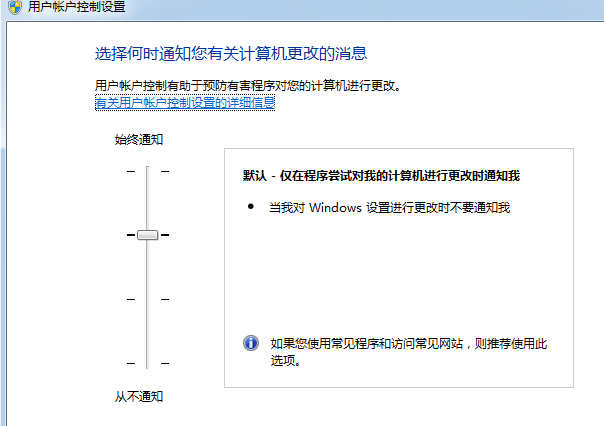 用户帐户控制设置
选择何时通知您有关计算机更改的消息
用户帐户控制有助于预防有害程序对您的计算机进行更改。
有关用户帐户控制设置的详细信息
始终通知
默认 - 仅在程序尝试对我的计算机进行更改时通知我
当我对 Windows 设置进行更改时不要通知我
如果您使用常见程序和访问常见网站，则推荐使用此
选项。
从不通知